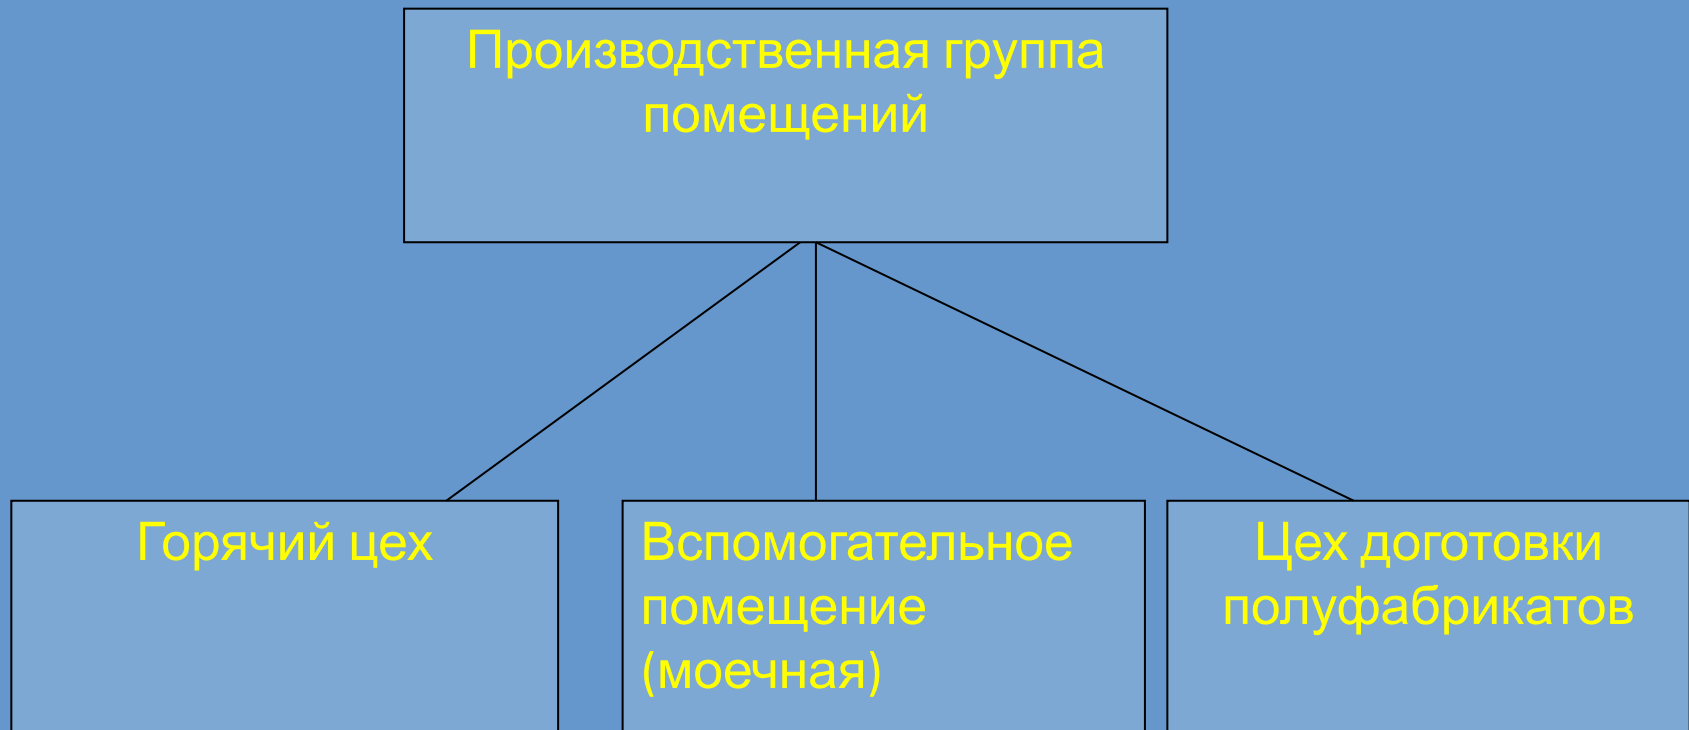 Производственная группа
помещений
Горячий цех
Вспомогательное
помещение
(моечная)
Цех доготовки
полуфабрикатов